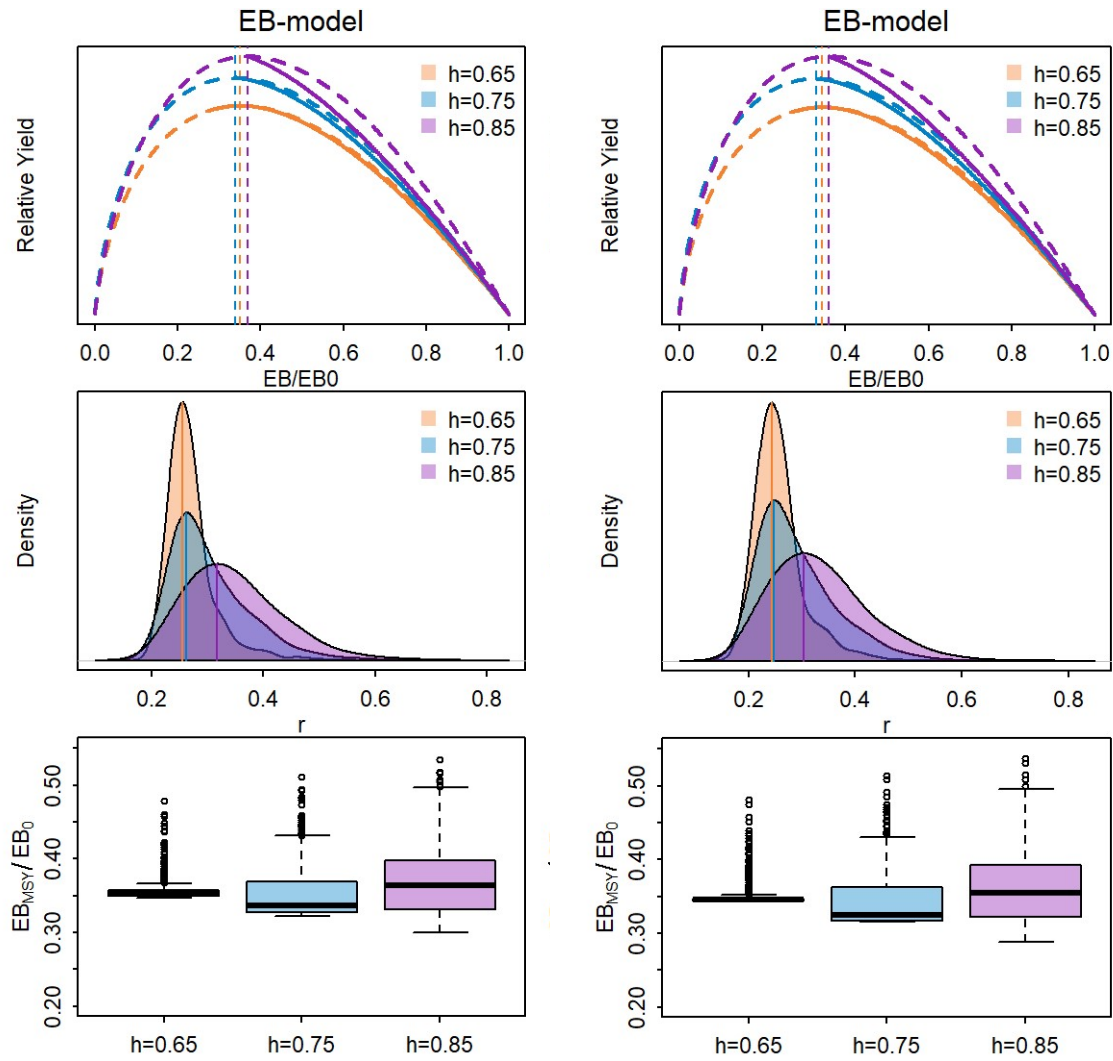 EB-model
Relative Yield
h=0.65
h=0.75
h=0.85
0.0 0.2 0.4 0.6 0.8 1.0
EB/EB0
Density
h=0.65
h=0.75
h=0.85
0.2 0.4 0.6 0.8
r
EBMSY/ EB0
0.50
0.40
0.30
0.20
h=0.65 h=0.75 h=0.85
EB-model
Relative Yield
h=0.65
h=0.75
h=0.85
0.0 0.2 0.4 0.6 0.8 1.0
EB/EB0
Density
h=0.65
h=0.75
h=0.85
0.2 0.4 0.6 0.8
r
EBMSY/ EB0
0.50
0.40
0.30
0.20
h=0.65 h=0.75 h=0.85